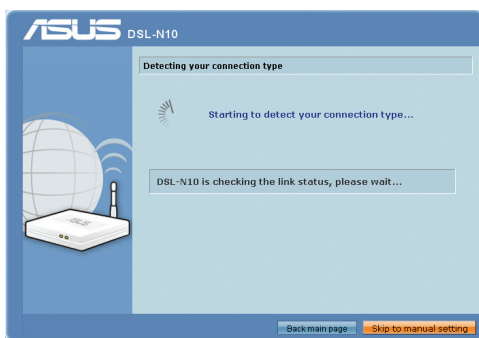 ASUS DSL-N10
Detecting your connection type
Starting to detect your connection type...
DSL-N10 is checking the link status, please wait...
Back main page
Skip to manual setting